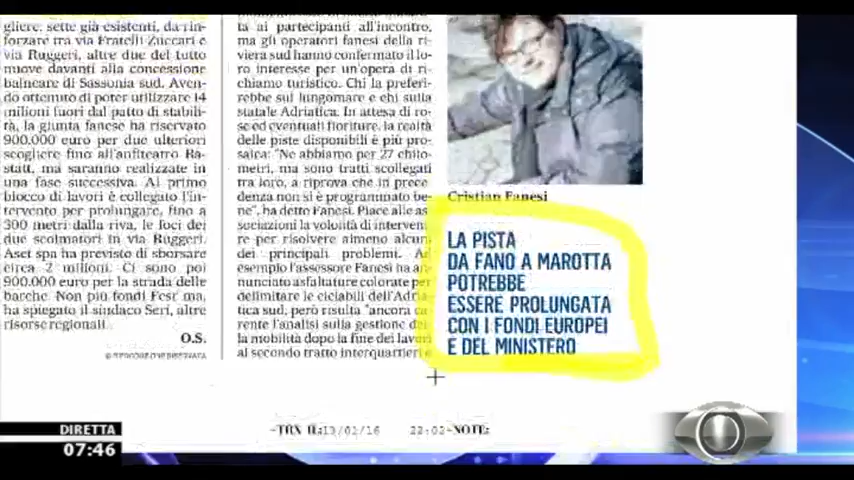 gliere, sette già esistenti, da rin-
forzare tra via Fratelli Zuccari e
via Ruggeri, altre due del tutto
nuove davanti alla concessione
balneare di Sassonia sud. Aven-
do ottenuto di poter utilizzare 14
milioni fuori dal patto di stabili-
tà, la giunta fanese ha riservato
900.000 euro per due ulteriori
scogliere fino all'anfiteatro Ra-
statt, ma saranno realizzate in
una fase successiva. Al primo
blocco di lavori è collegato l'in-
tervento per prolungare, fino a
300 metri dalla riva, le foci dei
due scolmatori in via Ruggeri.
Aset spa ha previsto di sborsare
circa 2 milioni. Ci sono poi
900.000 euro per la strada delle
barche. Non più fondi Fesr ma,
ha spiegato il sindaco Seri, altre
risorse regionali.
O.S.
© RIPRODUZIONE RISERVATA
ta ai partecipanti all'incontro,
ma gli operatori fanesi della ri-
viera sud hanno confermato il lo-
ro interesse per un'opera di ri-
chiamo turistico. Chi la preferi-
rebbe sul lungomare e chi sulla
statale Adriatica. In attesa di ro-
se ed eventuali fioriture, la realtà
delle piste disponibili è più pro-
saica: "Ne abbiamo per 27 chilo-
metri, ma sono tratti scollegati
tra loro, a riprova che in prece-
denza non si è programmato be-
ne", ha detto Fanesi. Piace alle as-
sociazioni la volontà di interveni-
re per risolvere almeno alcuni
dei principali problemi. Ad
esempio l'assessore Fanesi ha an-
nunciato asfaltature colorate per
delimitare le ciclabili dell'Adria-
tica sud, però risulta "ancora ca-
rente l'analisi sulla gestione del-
la mobilità dopo la fine dei lavori
al secondo tratto interquartieri e
Cristian Fanesi
LA PISTA
DA FANO A MAROTTA
POTREBBE
ESSERE PROLUNGATA
CON I FONDI EUROPEI
E DEL MINISTERO
22:02-NOTE:
DIRETTA
07:46